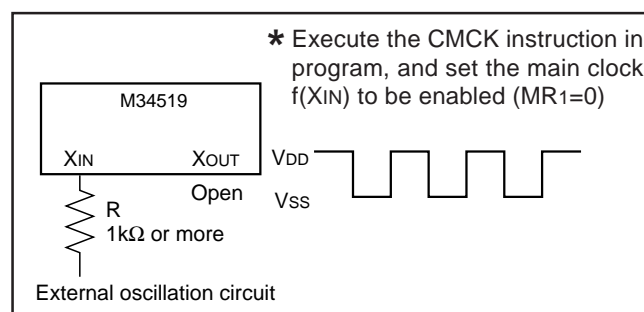 * Execute the CMCK instruction in
program, and set the main clock
f(XIN) to be enabled (MR1=0)
M34519
XIN
XOUT
VDD
Open
VSS
R
1kΩ or more
External oscillation circuit